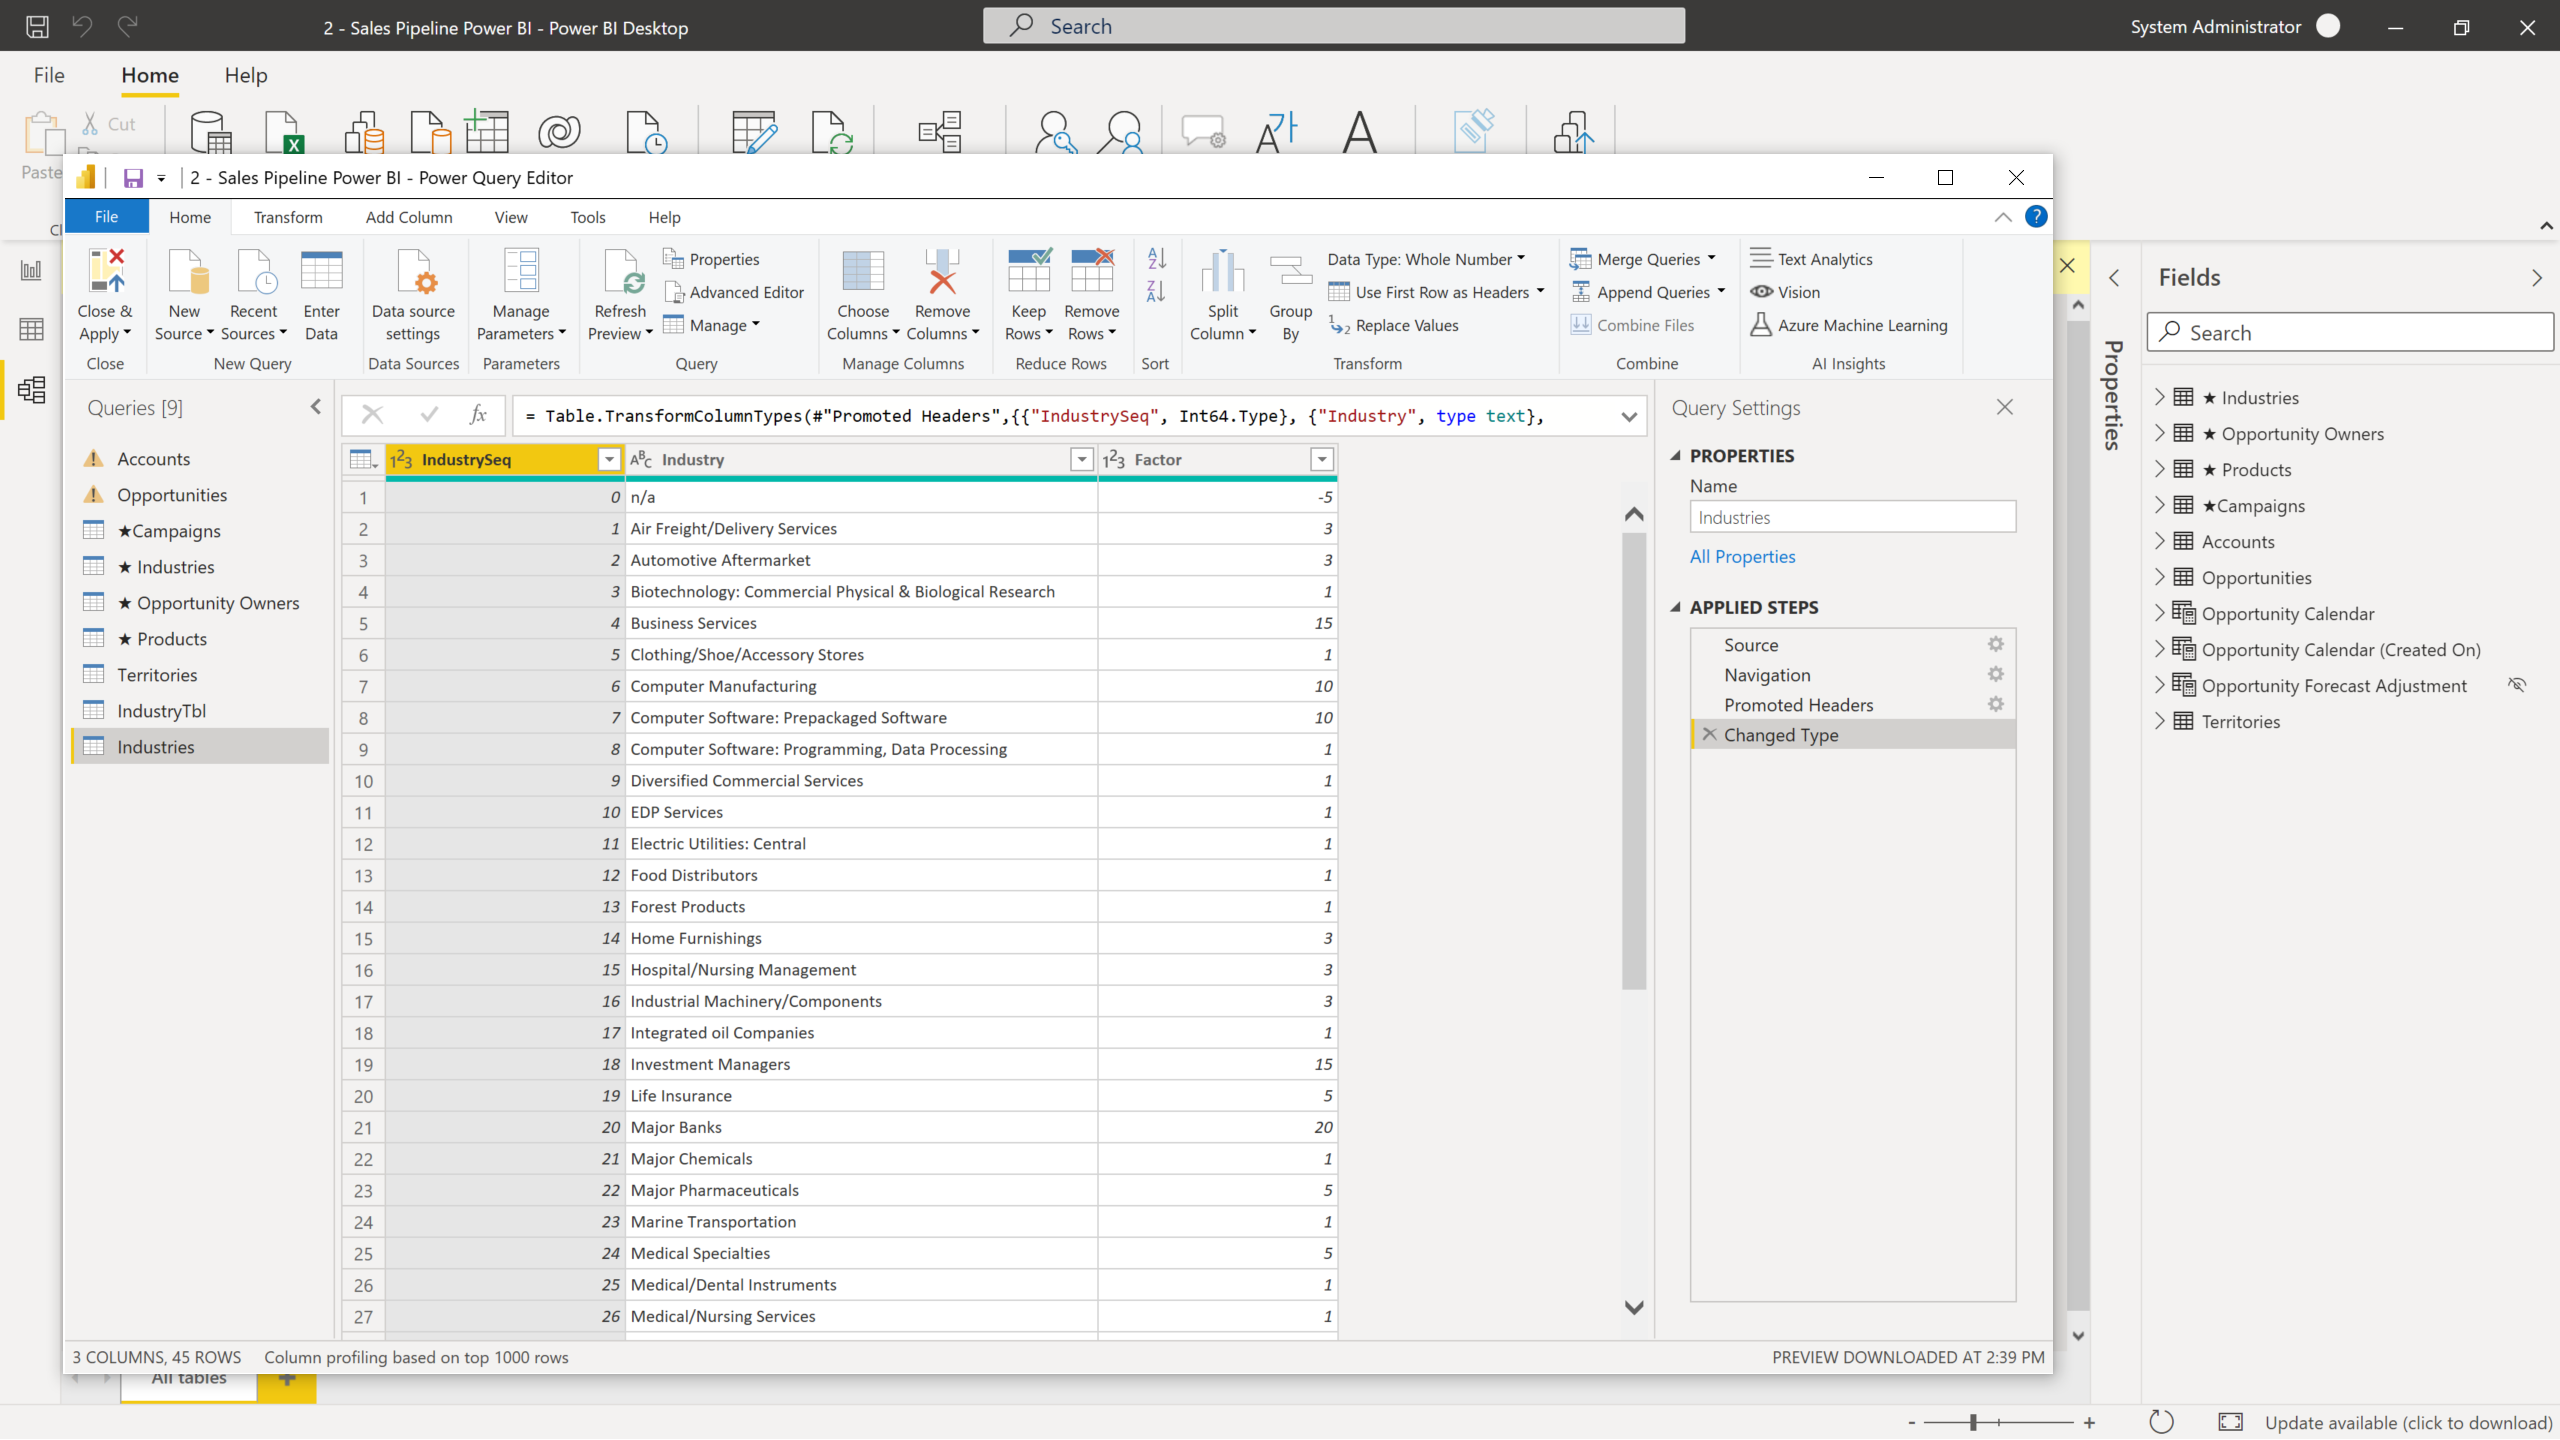 2 - Sales Pipeline Power BI - Power BI Desktop
Search
System Administrator
File
Home
Help
Paste
Cut
2 - Sales Pipeline Power BI - Power Query Editor
File
Home
Transform
Add Column
View
Tools
Help
Close & Apply
Close
New Source
Recent Sources
Enter Data
New Query
Data source settings
Data Sources
Manage Parameters
Parameters
Refresh Preview
Properties
Advanced Editor
Manage
Query
Choose Columns
Remove Columns
Manage Columns
Keep Rows
Remove Rows
Reduce Rows
Sort
Split Column
Group By
Data Type: Whole Number
Use First Row as Headers
Replace Values
Transform
Merge Queries
Append Queries
Combine Files
Combine
Text Analytics
Vision
Azure Machine Learning
AI Insights
Queries [9]
Accounts
Opportunities
★Campaigns
★ Industries
★ Opportunity Owners
★ Products
Territories
IndustryTbl
Industries
fx
= Table.TransformColumnTypes(#"Promoted Headers",{{"IndustrySeq", Int64.Type}, {"Industry", type text},
IndustrySeq Industry Factor
1 0 n/a -5
2 1 Air Freight/Delivery Services 3
3 2 Automotive Aftermarket 3
4 3 Biotechnology: Commercial Physical & Biological Research 1
5 4 Business Services 15
6 5 Clothing/Shoe/Accessory Stores 1
7 6 Computer Manufacturing 10
8 7 Computer Software: Prepackaged Software 10
9 8 Computer Software: Programming, Data Processing 1
10 9 Diversified Commercial Services 1
11 10 EDP Services 1
12 11 Electric Utilities: Central 1
13 12 Food Distributors 1
14 13 Forest Products 1
15 14 Home Furnishings 3
16 15 Hospital/Nursing Management 3
17 16 Industrial Machinery/Components 3
18 17 Integrated oil Companies 1
19 18 Investment Managers 15
20 19 Life Insurance 5
21 20 Major Banks 20
22 21 Major Chemicals 1
23 22 Major Pharmaceuticals 5
24 23 Marine Transportation 1
25 24 Medical Specialties 5
26 25 Medical/Dental Instruments 1
27 26 Medical/Nursing Services 1
Query Settings
PROPERTIES
Name
Industries
All Properties
APPLIED STEPS
Source
Navigation
Promoted Headers
Changed Type
3 COLUMNS, 45 ROWS
Column profiling based on top 1000 rows
PREVIEW DOWNLOADED AT 2:39 PM
All tables
Properties
Fields
Search
★ Industries
★ Opportunity Owners
★ Products
★Campaigns
Accounts
Opportunities
Opportunity Calendar
Opportunity Calendar (Created On)
Opportunity Forecast Adjustment
Territories
Update available (click to download)